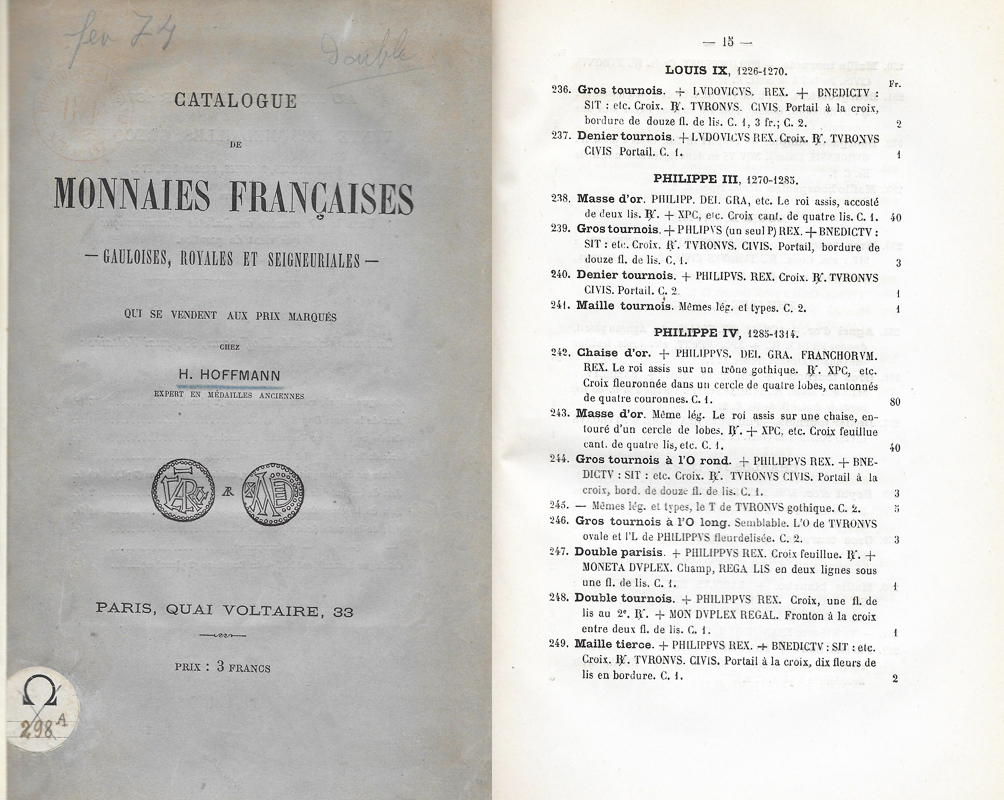 fev 74
double
CATALOGUE
DE
MONNAIES FRANÇAISES
— GAULOISES, ROYALES ET SEIGNEURIALES —
QUI SE VENDENT AUX PRIX MARQUÉS
CHEZ
H. HOFFMANN
EXPERT EN MÉDAILLES ANCIENNES
AR
PARIS, QUAI VOLTAIRE, 33
PRIX : 3 FRANCS
Ω
298 A
— 15 —
LOUIS IX, 1226-1270.
Fr.
236. Gros tournois. + LVDOVICVS. REX. + BNEDICTV :
SIT : etc. Croix. ℞. TVRONVS. CIVIS. Portail à la croix,
bordure de douze fl. de lis. C. 1, 3 fr.; C. 2. 2
237. Denier tournois. + LVDOVICVS REX. Croix. ℞. TVRONVS
CIVIS Portail. C. 1. 1
PHILIPPE III, 1270-1285.
238. Masse d'or. PHILIPP. DEI. GRA, etc. Le roi assis, accosté
de deux lis. ℞. + XPC, etc. Croix cant. de quatre lis. C. 1. 40
239. Gros tournois. + PHLIPVS (un seul P) REX. + BNEDICTV :
SIT : etc. Croix. ℞. TVRONVS. CIVIS. Portail, bordure de
douze fl. de lis. C. 1. 3
240. Denier tournois. + PHILIPVS. REX. Croix. ℞. TVRONVS
CIVIS. Portail. C. 2. 1
241. Maille tournois. Mêmes lég. et types. C. 2. 1
PHILIPPE IV, 1285-1314.
242. Chaise d'or. + PHILIPPVS. DEI. GRA. FRANCHORVM.
REX. Le roi assis sur un trône gothique. ℞. XPC, etc.
Croix fleuronnée dans un cercle de quatre lobes, cantonnés
de quatre couronnes. C. 1. 80
243. Masse d'or. Même lég. Le roi assis sur une chaise, en-
touré d'un cercle de lobes. ℞. + XPC, etc. Croix feuillue
cant. de quatre lis, etc. C. 1. 40
244. Gros tournois à l'O rond. + PHILIPPVS REX. + BNE-
DICTV : SIT : etc. Croix. ℞. TVRONVS CIVIS. Portail à la
croix, bord. de douze fl. de lis. C. 1. 3
245. — Mêmes lég. et types, le T de TVRONVS gothique. C. 2. 5
246. Gros tournois à l'O long. Semblable. L'O de TVRONVS
ovale et l'L de PHILIPPVS fleurdelisée. C. 2. 3
247. Double parisis. + PHILIPPVS REX. Croix feuillue. ℞. +
MONETA DVPLEX. Champ, REGA LIS en deux lignes sous
une fl. de lis. C. 1. 1
248. Double tournois. + PHILIPPVS REX. Croix, une fl. de
lis au 2e. ℞. + MON DVPLEX REGAL. Fronton à la croix
entre deux fl. de lis. C. 1. 1
249. Maille tierce. + PHILIPPVS REX. + BNEDICTV : SIT : etc.
Croix. ℞. TVRONVS. CIVIS. Portail à la croix, dix fleurs de
lis en bordure. C. 1. 2